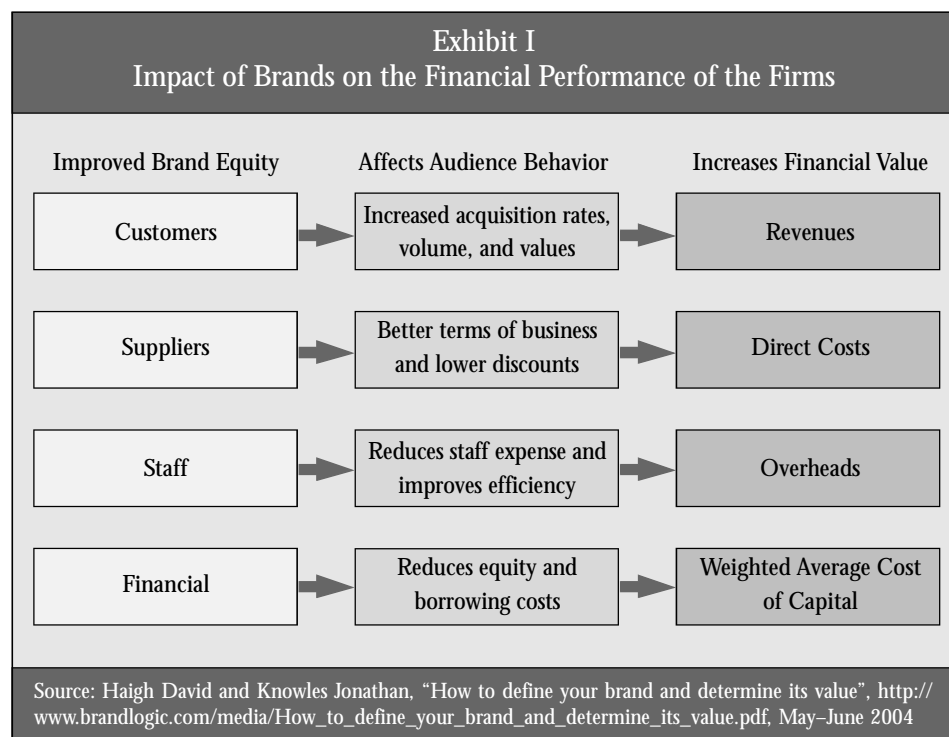 Exhibit I
Impact of Brands on the Financial Performance of the Firms
Improved Brand Equity
Affects Audience Behavior
Increases Financial Value
Customers
Increased acquisition rates,
volume, and values
Revenues
Suppliers
Better terms of business
and lower discounts
Direct Costs
Staff
Reduces staff expense and
improves efficiency
Overheads
Financial
Reduces equity and
borrowing costs
Weighted Average Cost
of Capital
Source: Haigh David and Knowles Jonathan, “How to define your brand and determine its value”, http://
www.brandlogic.com/media/How_to_define_your_brand_and_determine_its_value.pdf, May–June 2004